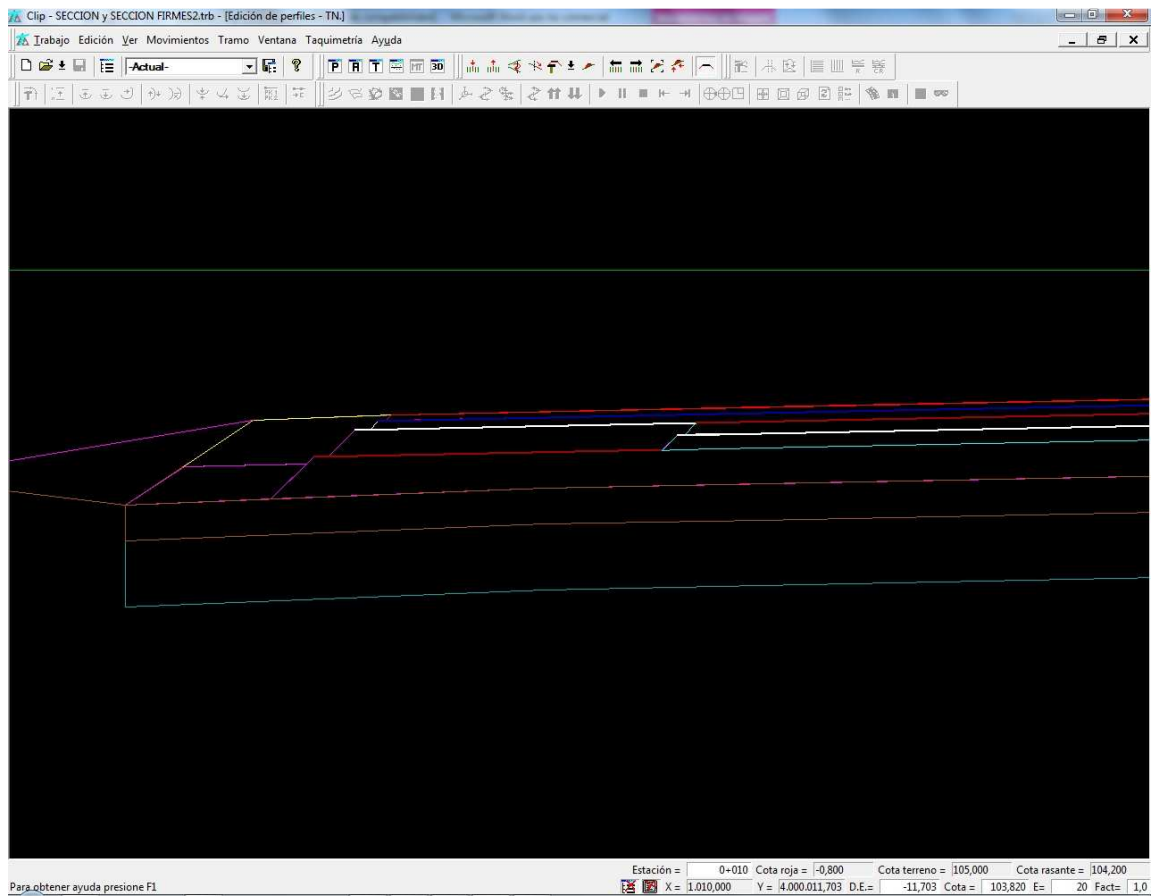 Clip - SECCION y SECCION FIRMES2.trb - [Edición de perfiles - TN.]
Trabajo Edición Ver Movimientos Tramo Ventana Taquimetría Ayuda
-Actual-
P R T MT 3D
Estación = 0+010 Cota roja = -0,800 Cota terreno = 105,000 Cota rasante = 104,200
Para obtener ayuda presione F1 X = 1.010,000 Y = 4.000.011,703 D.E.= -11,703 Cota = 103,820 E= 20 Fact= 1,0